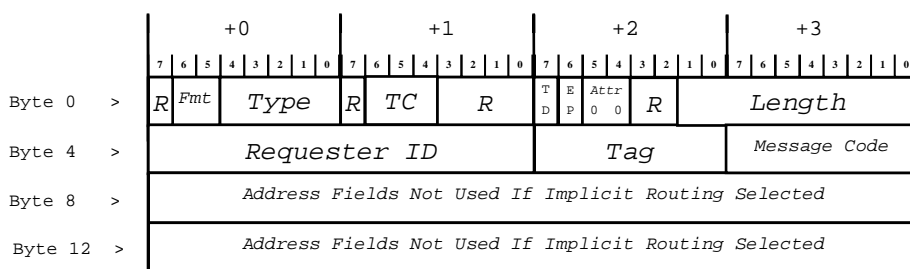 +0 +1 +2 +3
7 6 5 4 3 2 1 0 7 6 5 4 3 2 1 0 7 6 5 4 3 2 1 0 7 6 5 4 3 2 1 0
Byte 0 > R Fmt Type R TC R T D E P Attr 0 0 R Length
Byte 4 > Requester ID Tag Message Code
Byte 8 > Address Fields Not Used If Implicit Routing Selected
Byte 12 > Address Fields Not Used If Implicit Routing Selected